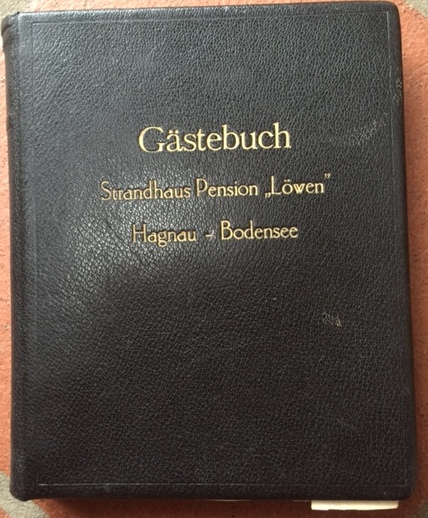 Gästebuch
Strandhaus Pension „Löwen”
Hagnau - Bodensee